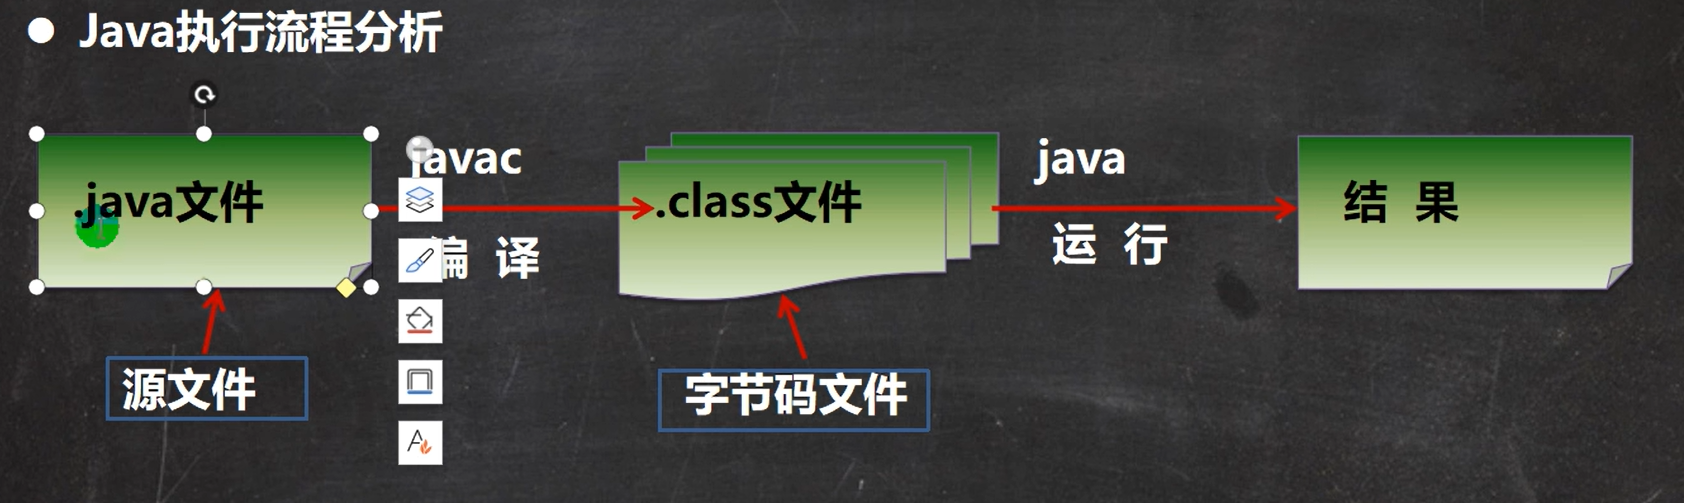 Java执行流程分析
.java文件
javac
编 译
.class文件
java
运 行
结 果
源文件
字节码文件